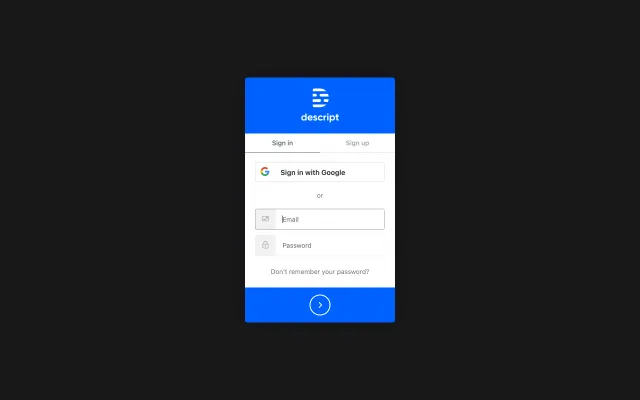 descript
Sign in
Sign up
Sign in with Google
or
Email
Password
Don't remember your password?